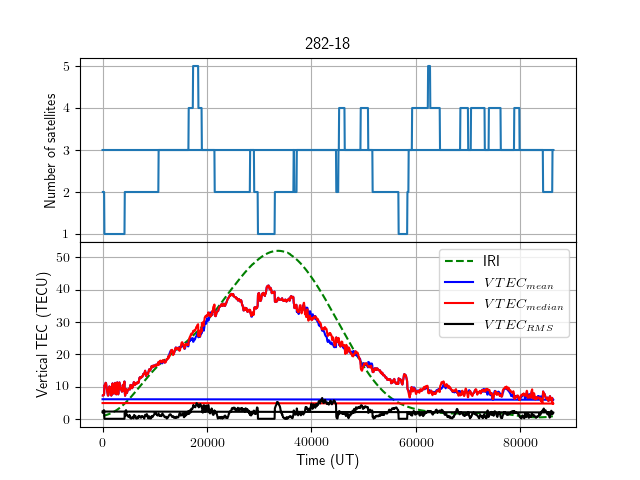 282-18
Number of satellites
5
4
3
2
1
Vertical TEC (TECU)
50
40
30
20
10
0
IRI
VTEC_mean
VTEC_median
VTEC_RMS
0 20000 40000 60000 80000
Time (UT)